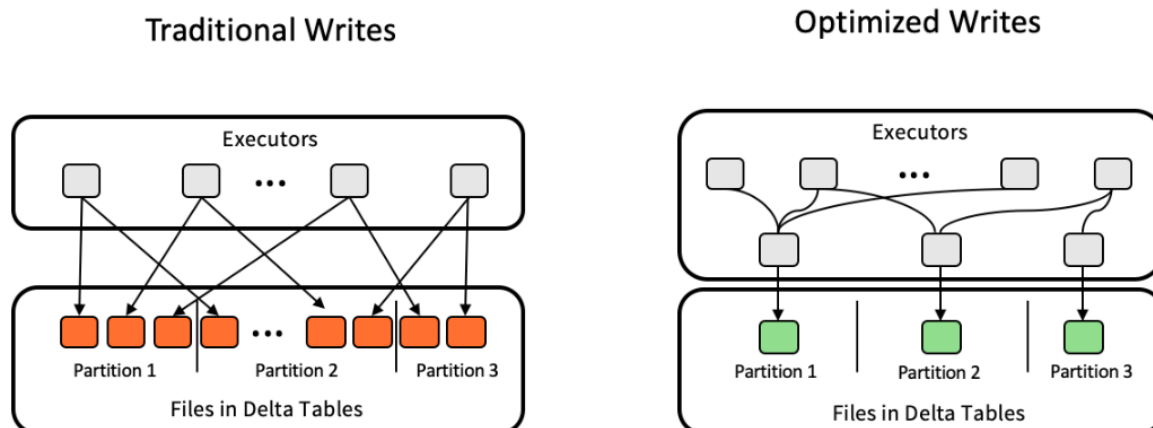 Traditional Writes
Executors
...
Partition 1
...
Partition 2
Partition 3
Files in Delta Tables
Optimized Writes
Executors
...
Partition 1
Partition 2
Partition 3
Files in Delta Tables